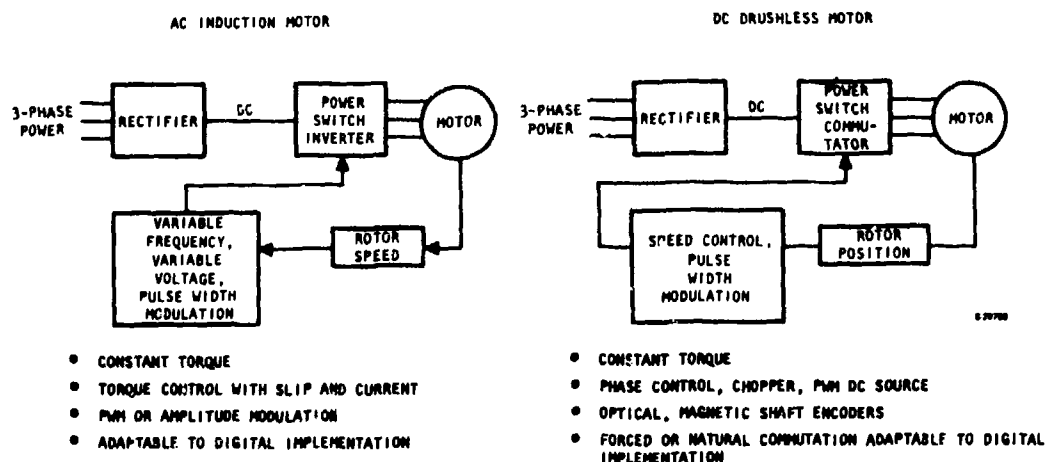 AC INDUCTION MOTOR
3-PHASE
POWER
RECTIFIER
DC
POWER
SWITCH
INVERTER
MOTOR
VARIABLE
FREQUENCY,
VARIABLE
VOLTAGE,
PULSE WIDTH
MODULATION
ROTOR
SPEED
• CONSTANT TORQUE
• TORQUE CONTROL WITH SLIP AND CURRENT
• PWM OR AMPLITUDE MODULATION
• ADAPTABLE TO DIGITAL IMPLEMENTATION
DC DRUSHLESS MOTOR
3-PHASE
POWER
RECTIFIER
DC
POWER
SWITCH
COMMU-
TATOR
MOTOR
SPEED CONTROL,
PULSE
WIDTH
MODULATION
ROTOR
POSITION
• CONSTANT TORQUE
• PHASE CONTROL, CHOPPER, PWM DC SOURCE
• OPTICAL, MAGNETIC SHAFT ENCODERS
• FORCED OR NATURAL COMMUTATION ADAPTABLE TO DIGITAL
IMPLEMENTATION